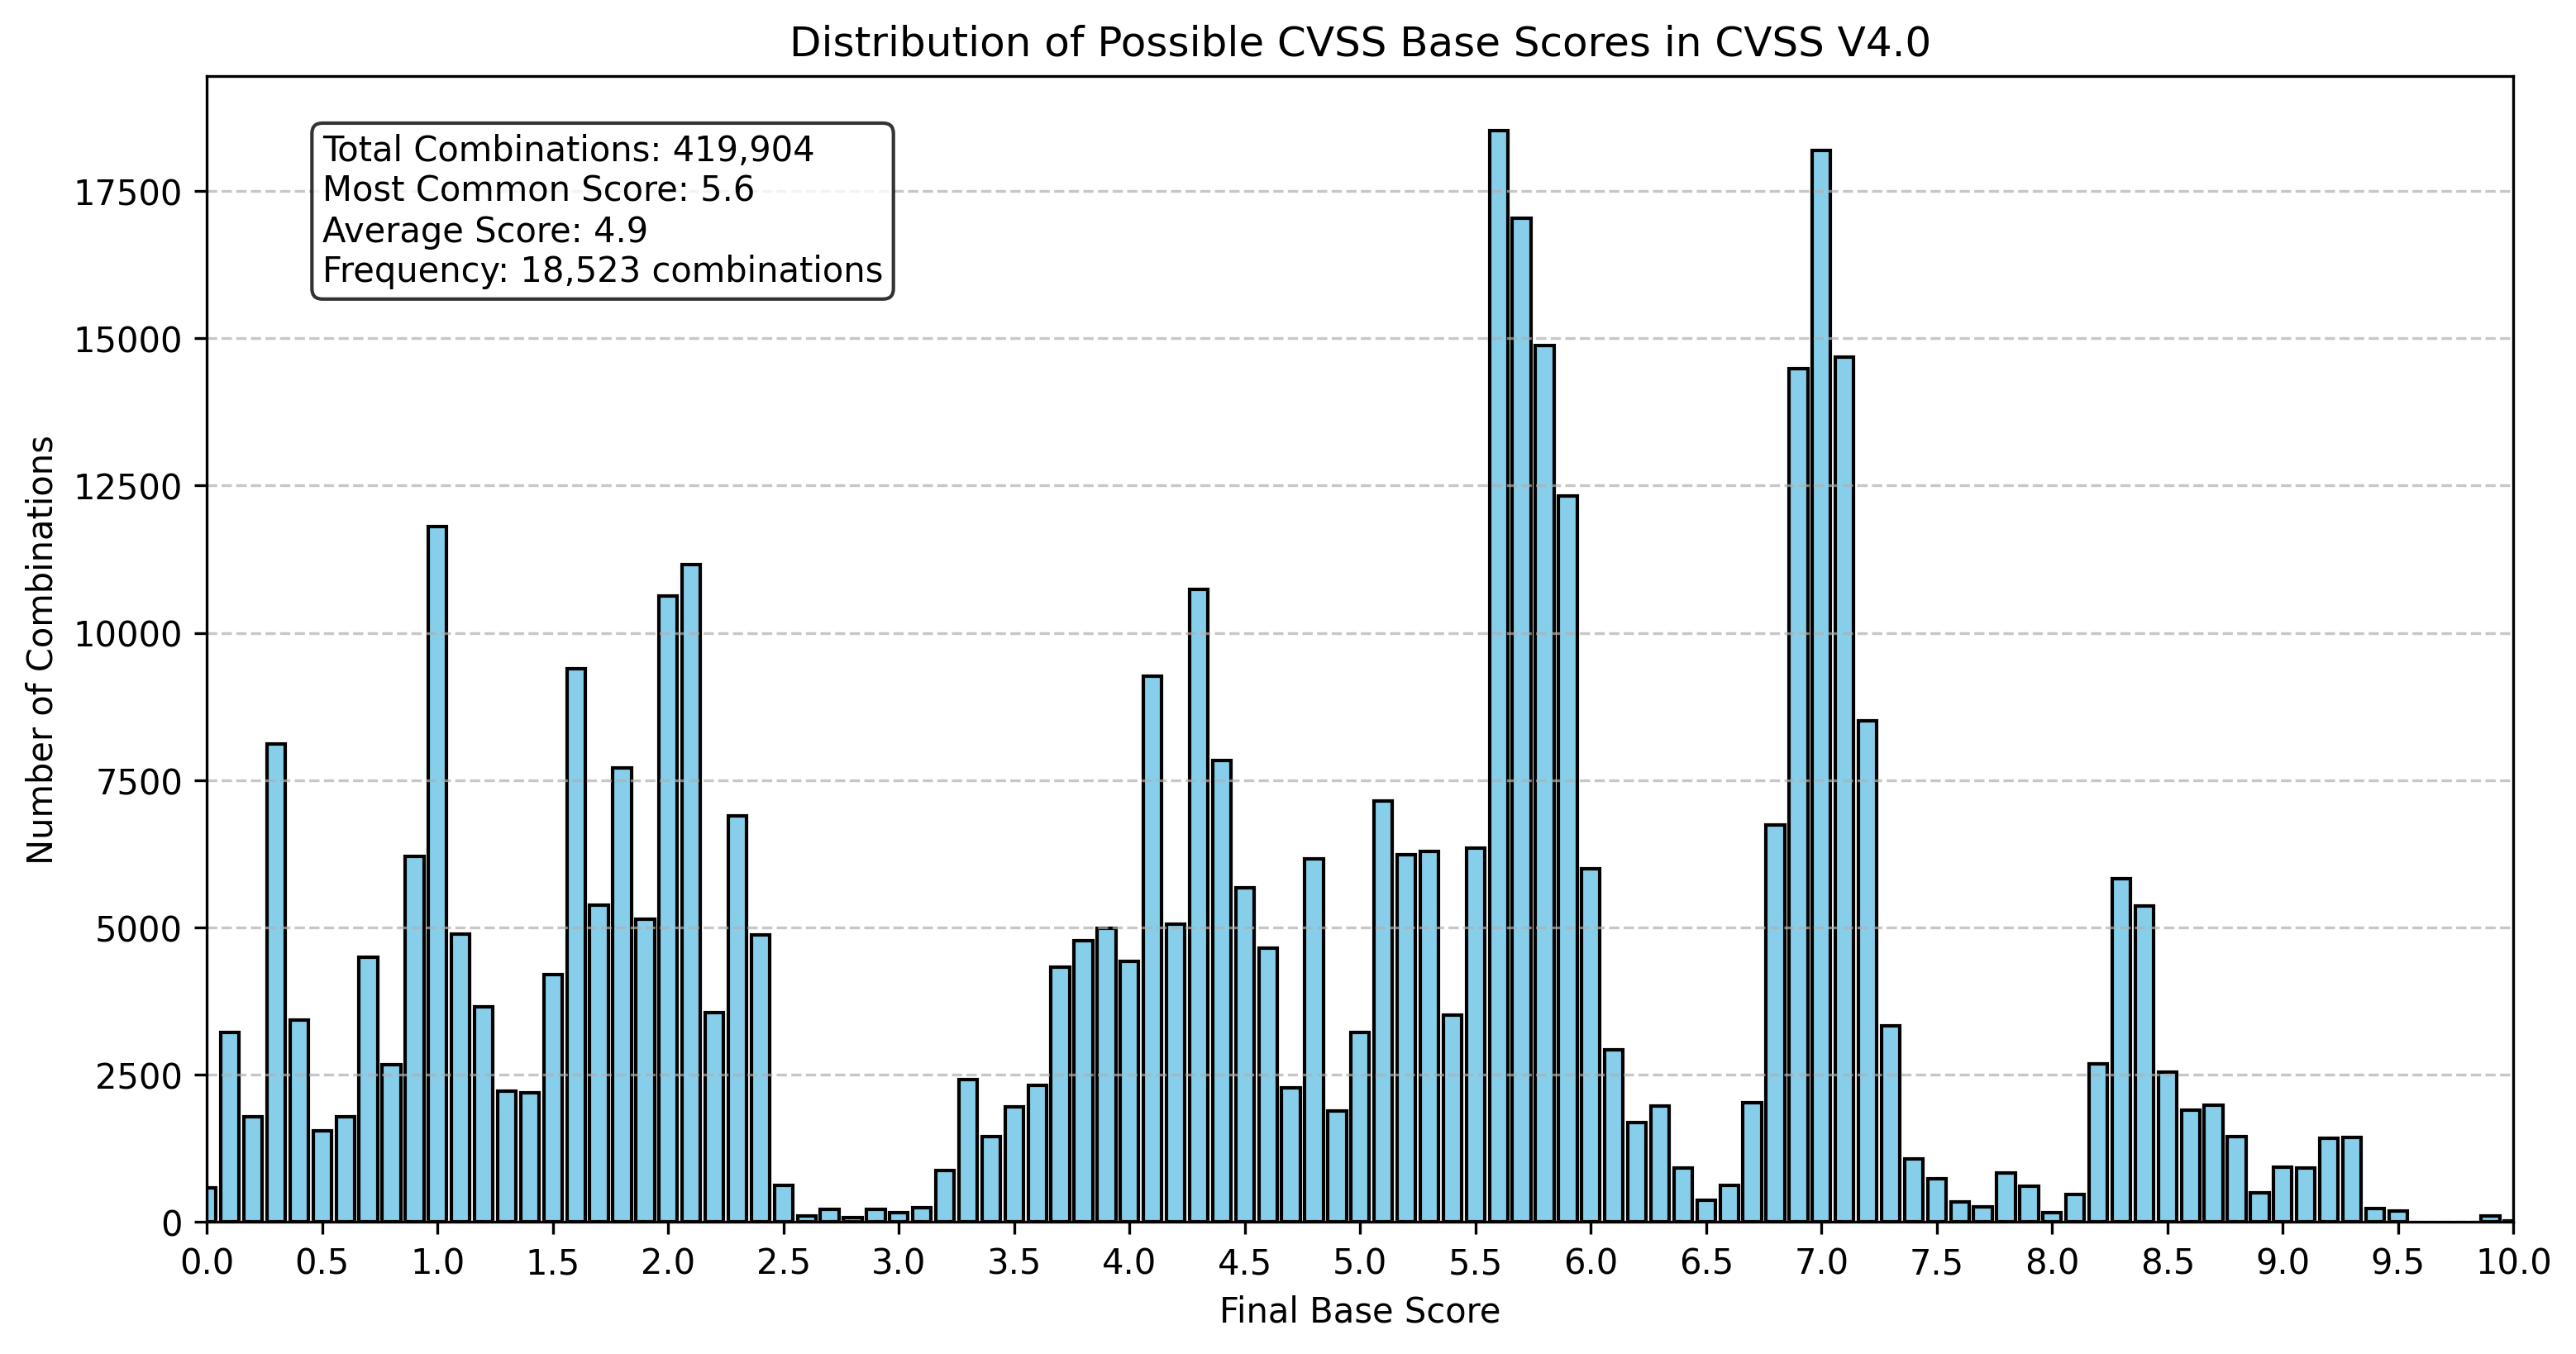 Distribution of Possible CVSS Base Scores in CVSS V4.0
Total Combinations: 419,904
Most Common Score: 5.6
Average Score: 4.9
Frequency: 18,523 combinations
Number of Combinations
17500
15000
12500
10000
7500
5000
2500
0
0.0 0.5 1.0 1.5 2.0 2.5 3.0 3.5 4.0 4.5 5.0 5.5 6.0 6.5 7.0 7.5 8.0 8.5 9.0 9.5 10.0
Final Base Score